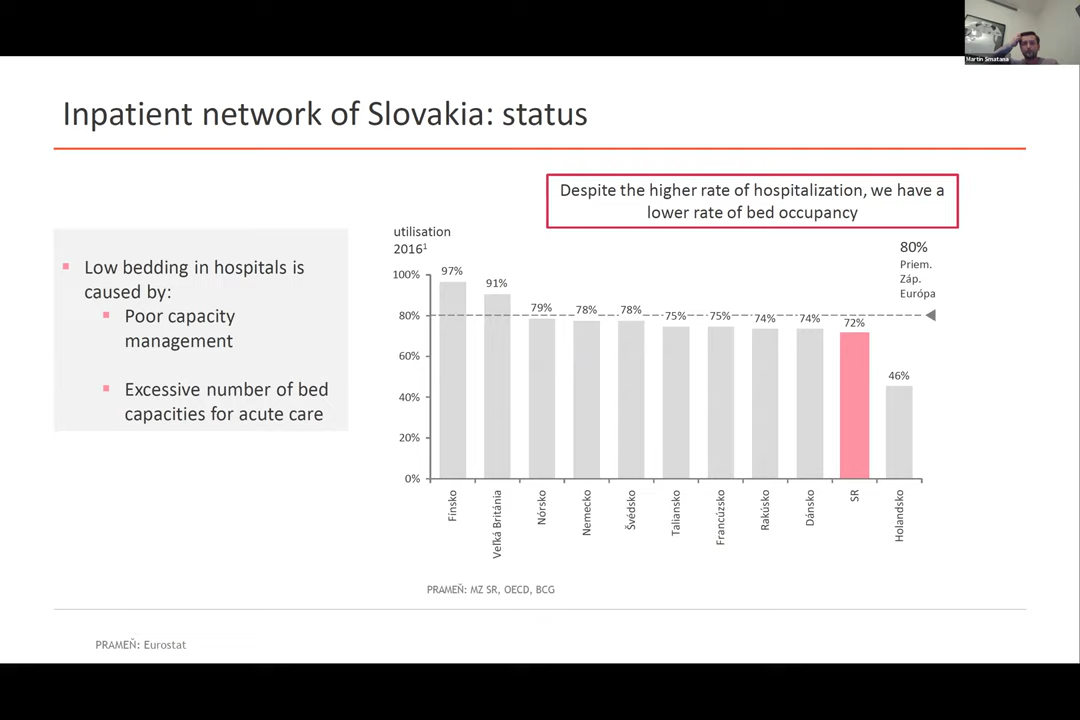 Martin Smatana
Inpatient network of Slovakia: status
Despite the higher rate of hospitalization, we have a
lower rate of bed occupancy
Low bedding in hospitals is
caused by:
Poor capacity
management
Excessive number of bed
capacities for acute care
utilisation
2016¹
80%
Priem.
Záp.
Európa
100%
80%
60%
40%
20%
0%
97%
91%
79%
78%
78%
75%
75%
74%
74%
72%
46%
Fínsko
Veľká Británia
Nórsko
Nemecko
Švédsko
Taliansko
Francúzsko
Rakúsko
Dánsko
SR
Holandsko
PRAMEŇ: MZ SR, OECD, BCG
PRAMEŇ: Eurostat